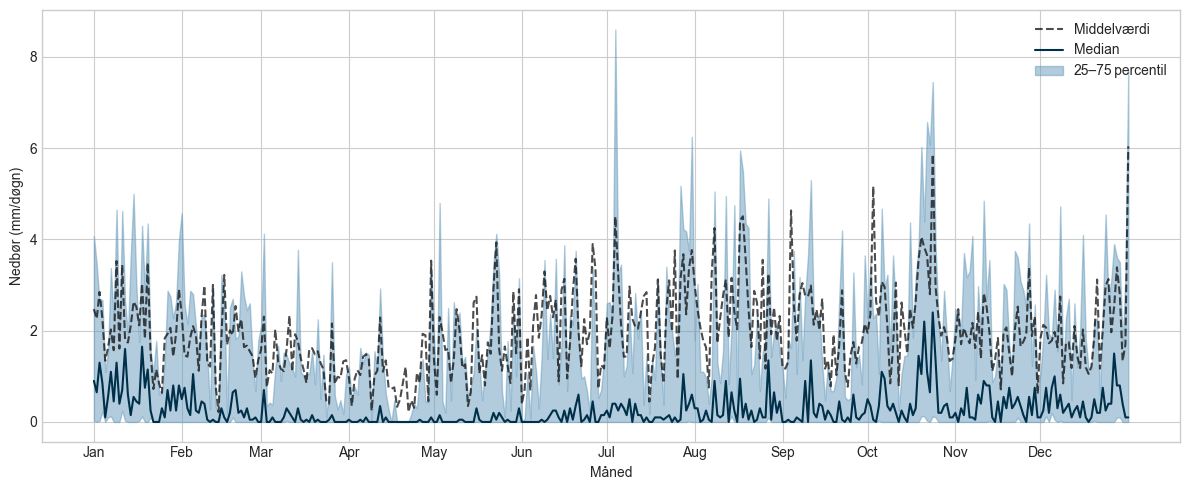 Middelværdi
Median
25–75 percentil
Nedbør (mm/døgn)
8
6
4
2
0
Jan Feb Mar Apr May Jun Jul Aug Sep Oct Nov Dec
Måned